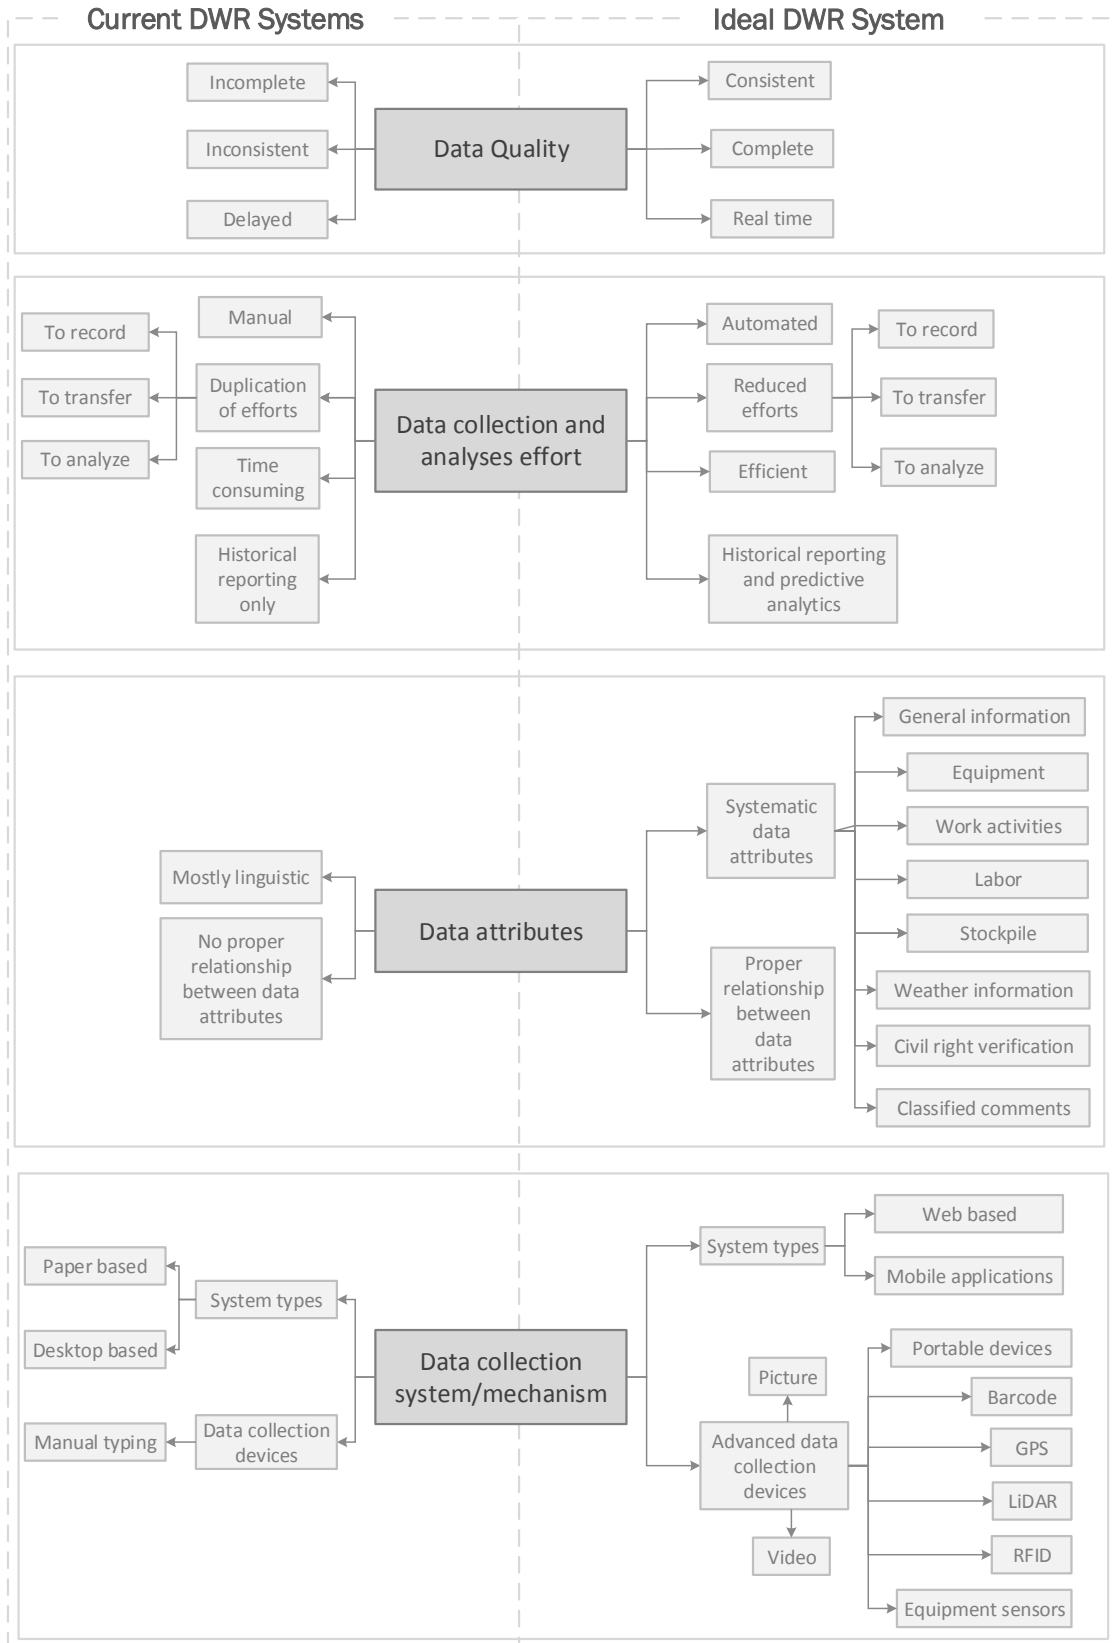 Current DWR Systems
Ideal DWR System
Incomplete
Inconsistent
Delayed
Data Quality
Consistent
Complete
Real time
To record
To transfer
To analyze
Manual
Duplication
of efforts
Time
consuming
Historical
reporting
only
Data collection and
analyses effort
Automated
Reduced
efforts
Efficient
Historical reporting
and predictive
analytics
To record
To transfer
To analyze
Mostly linguistic
No proper
relationship
between data
attributes
Data attributes
Systematic
data
attributes
Proper
relationship
between
data
attributes
General information
Equipment
Work activities
Labor
Stockpile
Weather information
Civil right verification
Classified comments
Paper based
Desktop based
System types
Manual typing
Data collection
devices
Data collection
system/mechanism
System types
Web based
Mobile applications
Picture
Advanced data
collection
devices
Video
Portable devices
Barcode
GPS
LiDAR
RFID
Equipment sensors